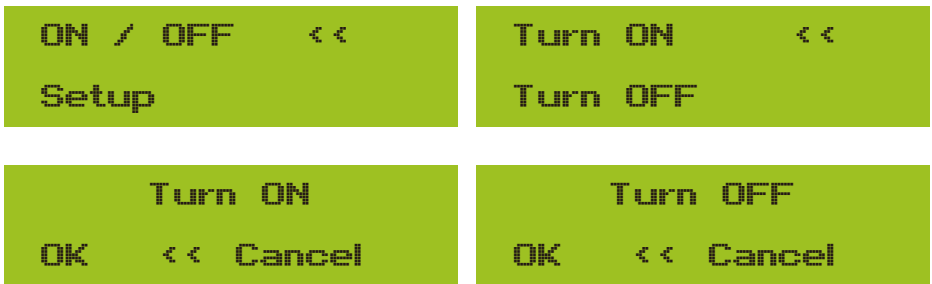 ON / OFF <<
Setup
Turn ON <<
Turn OFF
Turn ON
OK << Cancel
Turn OFF
OK << Cancel